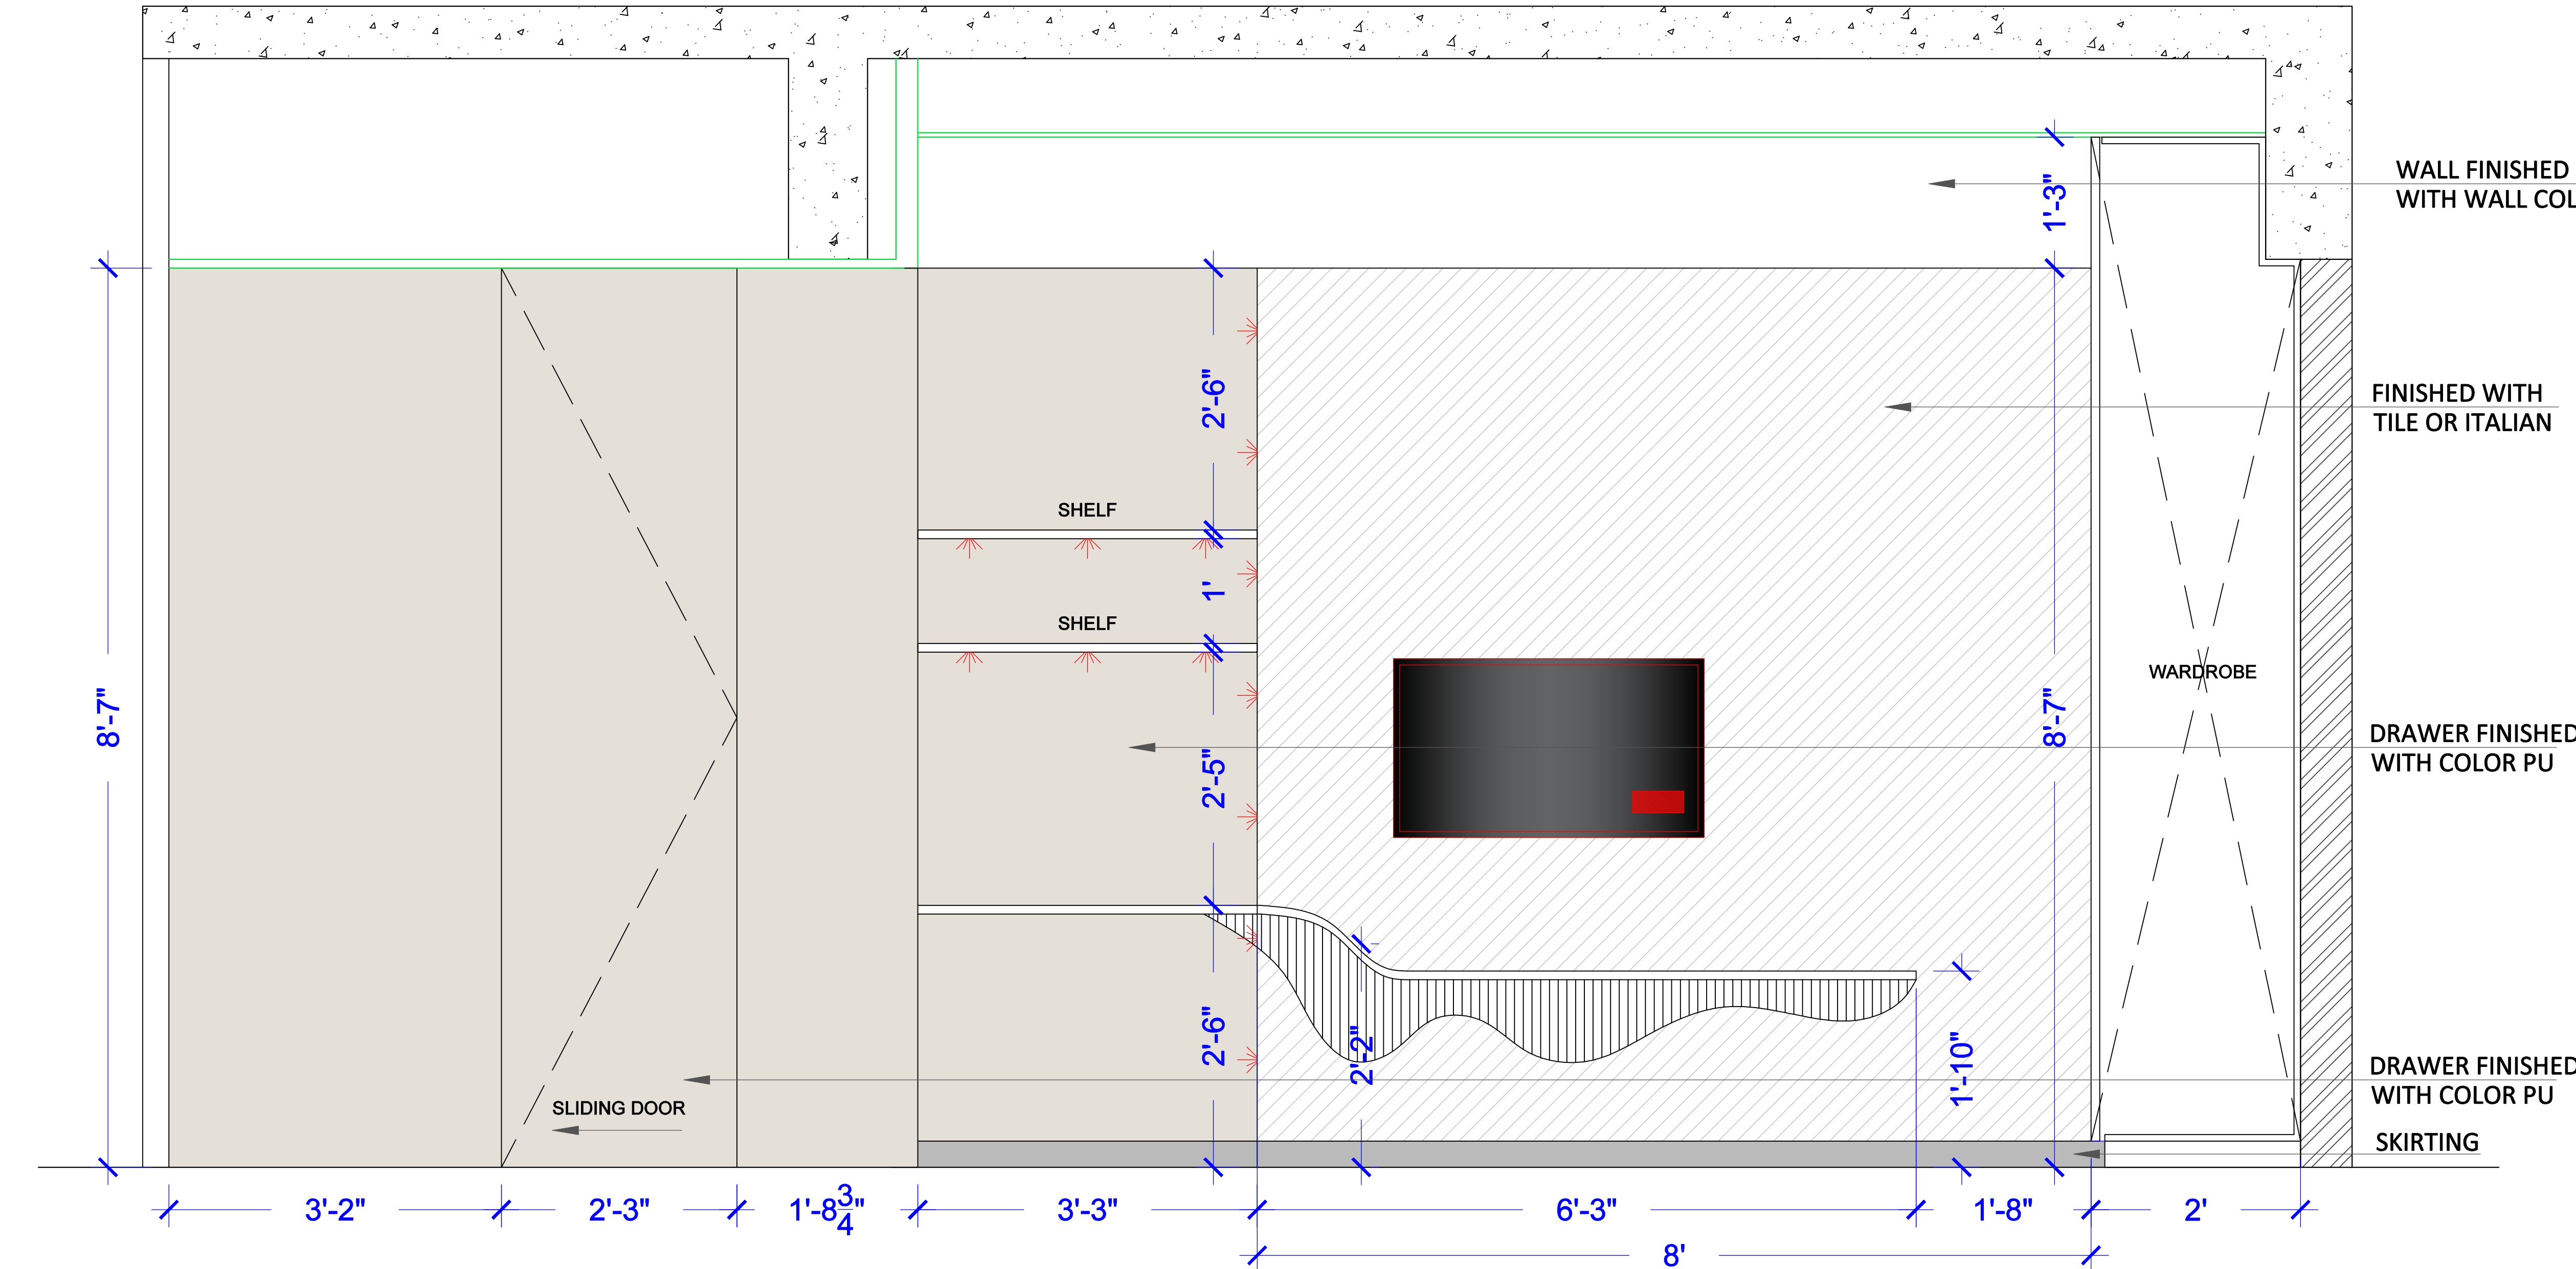 WALL FINISHED
WITH WALL COL
1'-3"
2'-6"
FINISHED WITH
TILE OR ITALIAN
SHELF
1'
SHELF
WARDROBE
8'-7"
8'-7"
2'-5"
DRAWER FINISHED
WITH COLOR PU
2'-6"
2'-2"
1'-10"
DRAWER FINISHED
WITH COLOR PU
SLIDING DOOR
SKIRTING
3'-2" 2'-3" 1'-8 3/4" 3'-3" 6'-3" 1'-8" 2'
8'